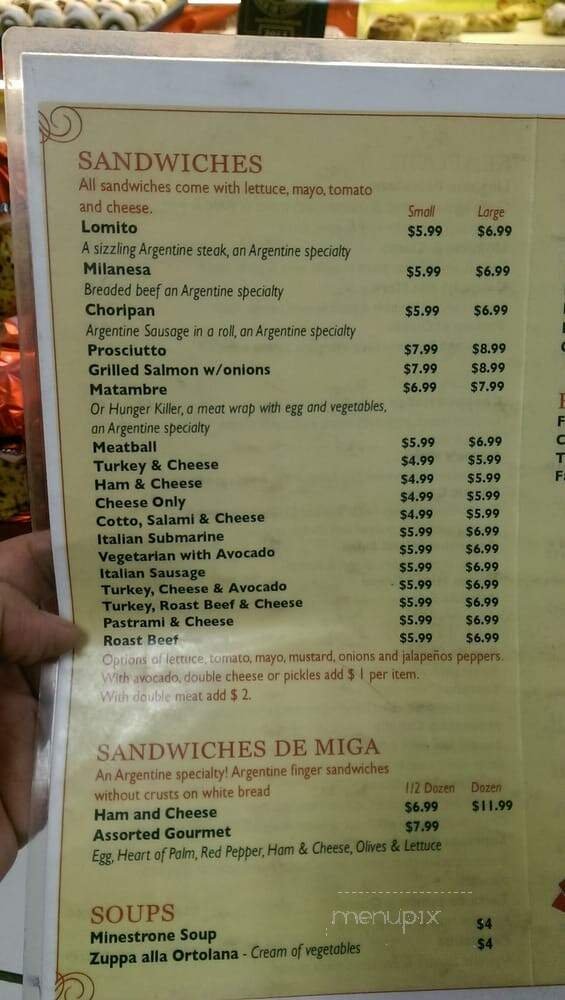 SANDWICHES
All sandwiches come with lettuce, mayo, tomato
and cheese. Small Large
Lomito $5.99 $6.99
A sizzling Argentine steak, an Argentine specialty
Milanesa $5.99 $6.99
Breaded beef an Argentine specialty
Choripan $5.99 $6.99
Argentine Sausage in a roll, an Argentine specialty
Prosciutto $7.99 $8.99
Grilled Salmon w/onions $7.99 $8.99
Matambre $6.99 $7.99
Or Hunger Killer, a meat wrap with egg and vegetables,
an Argentine specialty
Meatball $5.99 $6.99
Turkey & Cheese $4.99 $5.99
Ham & Cheese $4.99 $5.99
Cheese Only $4.99 $5.99
Cotto, Salami & Cheese $4.99 $5.99
Italian Submarine $5.99 $6.99
Vegetarian with Avocado $5.99 $6.99
Italian Sausage $5.99 $6.99
Turkey, Cheese & Avocado $5.99 $6.99
Turkey, Roast Beef & Cheese $5.99 $6.99
Pastrami & Cheese $5.99 $6.99
Roast Beef $5.99 $6.99
Options of lettuce, tomato, mayo, mustard, onions and jalapeños peppers.
With avocado, double cheese or pickles add $ 1 per item.
With double meat add $ 2.
SANDWICHES DE MIGA
An Argentine specialty! Argentine finger sandwiches
without crusts on white bread 1/2 Dozen Dozen
Ham and Cheese $6.99 $11.99
Assorted Gourmet $7.99
Egg, Heart of Palm, Red Pepper, Ham & Cheese, Olives & Lettuce
menupix
SOUPS
Minestrone Soup $4
Zuppa alla Ortolana - Cream of vegetables $4